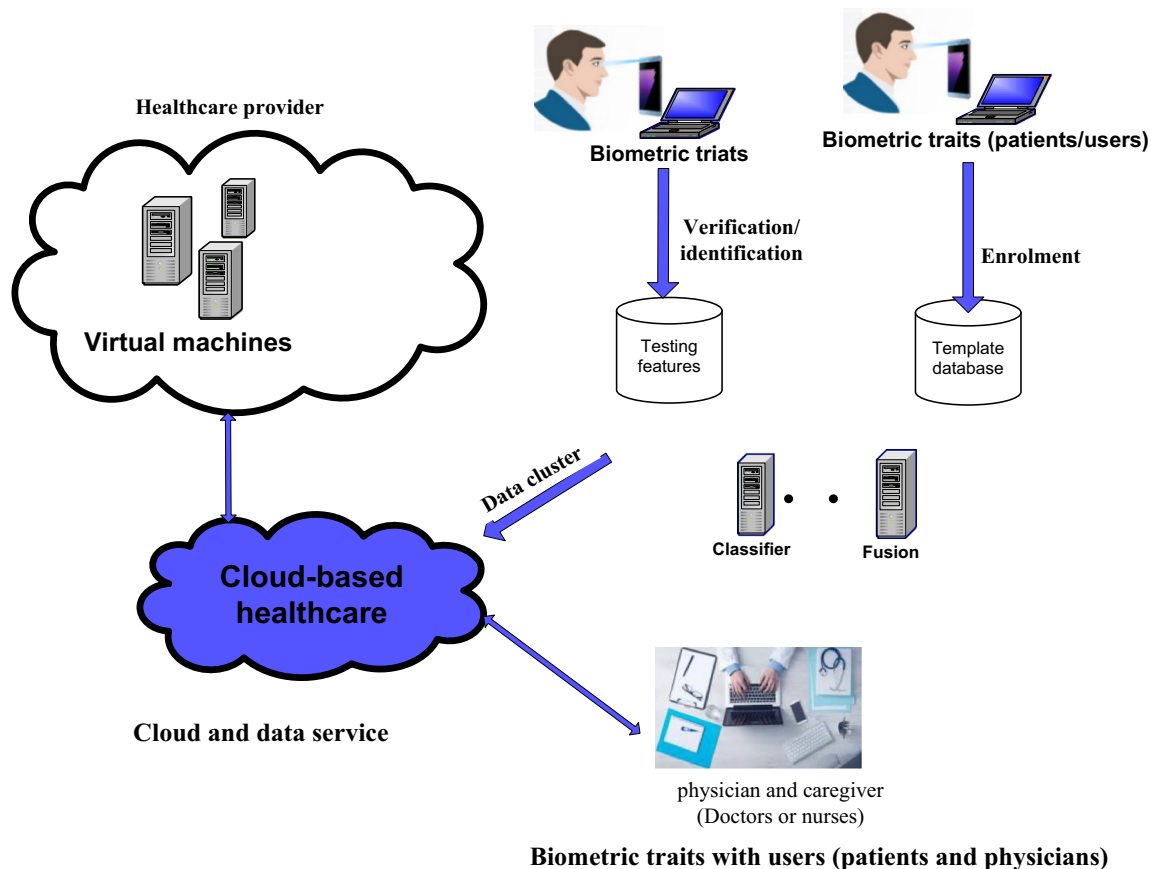 Healthcare provider
Virtual machines
Biometric triats
Biometric traits (patients/users)
Verification/
identification
Enrolment
Testing
features
Template
database
Data cluster
Classifier
Fusion
Cloud-based
healthcare
Cloud and data service
physician and caregiver
(Doctors or nurses)
Biometric traits with users (patients and physicians)